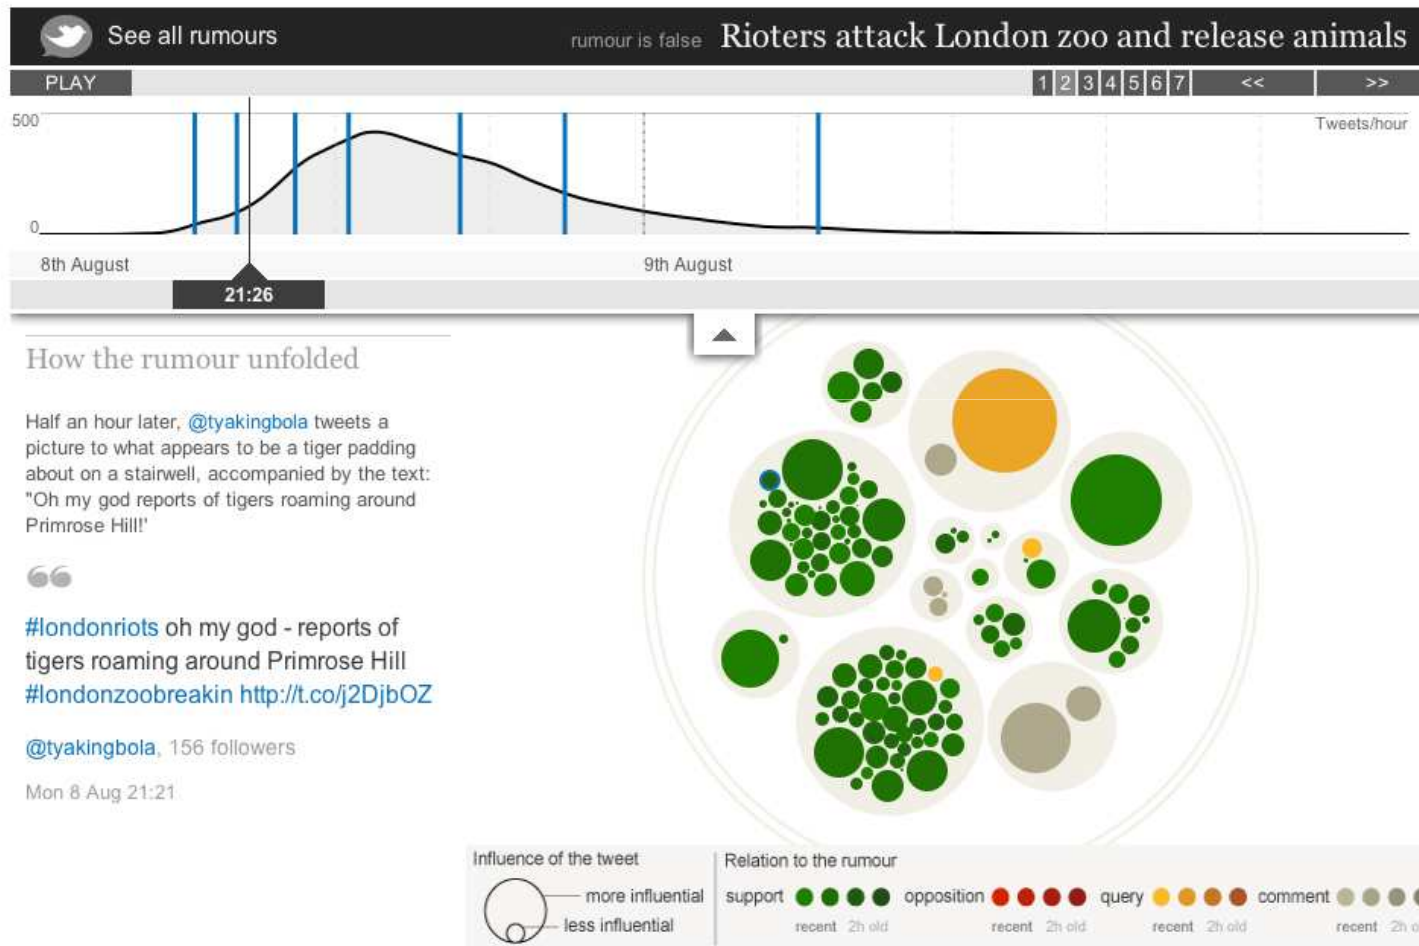 See all rumours
rumour is false Rioters attack London zoo and release animals
PLAY
1 2 3 4 5 6 7 << >>
500
Tweets/hour
0
8th August
9th August
21:26
How the rumour unfolded
Half an hour later, @tyakingbola tweets a
picture to what appears to be a tiger padding
about on a stairwell, accompanied by the text:
"Oh my god reports of tigers roaming around
Primrose Hill!'
#londonriots oh my god - reports of
tigers roaming around Primrose Hill
#londonzoobreakin http://t.co/j2DjbOZ
@tyakingbola, 156 followers
Mon 8 Aug 21:21
Influence of the tweet
more influential
less influential
Relation to the rumour
support opposition query comment
recent 2h old recent 2h old recent 2h old recent 2h o